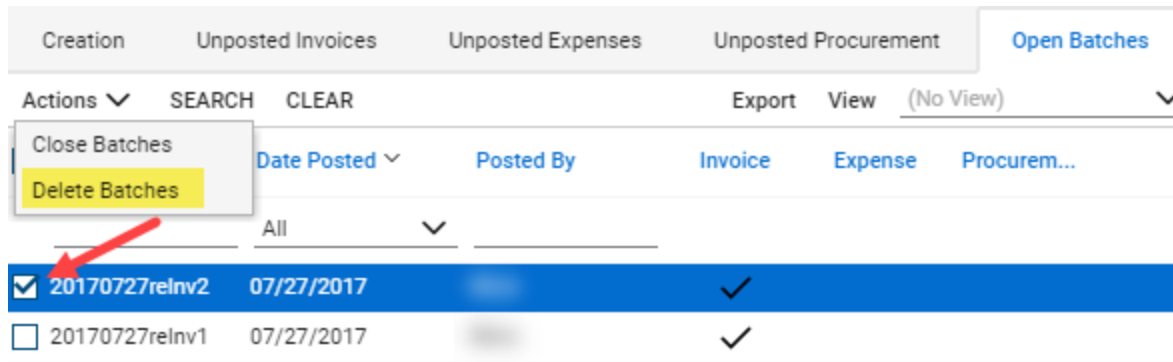 Creation Unposted Invoices Unposted Expenses Unposted Procurement Open Batches
Actions SEARCH CLEAR Export View (No View)
Close Batches
Date Posted Posted By Invoice Expense Procurem...
Delete Batches
All
20170727reInv2 07/27/2017
20170727reInv1 07/27/2017